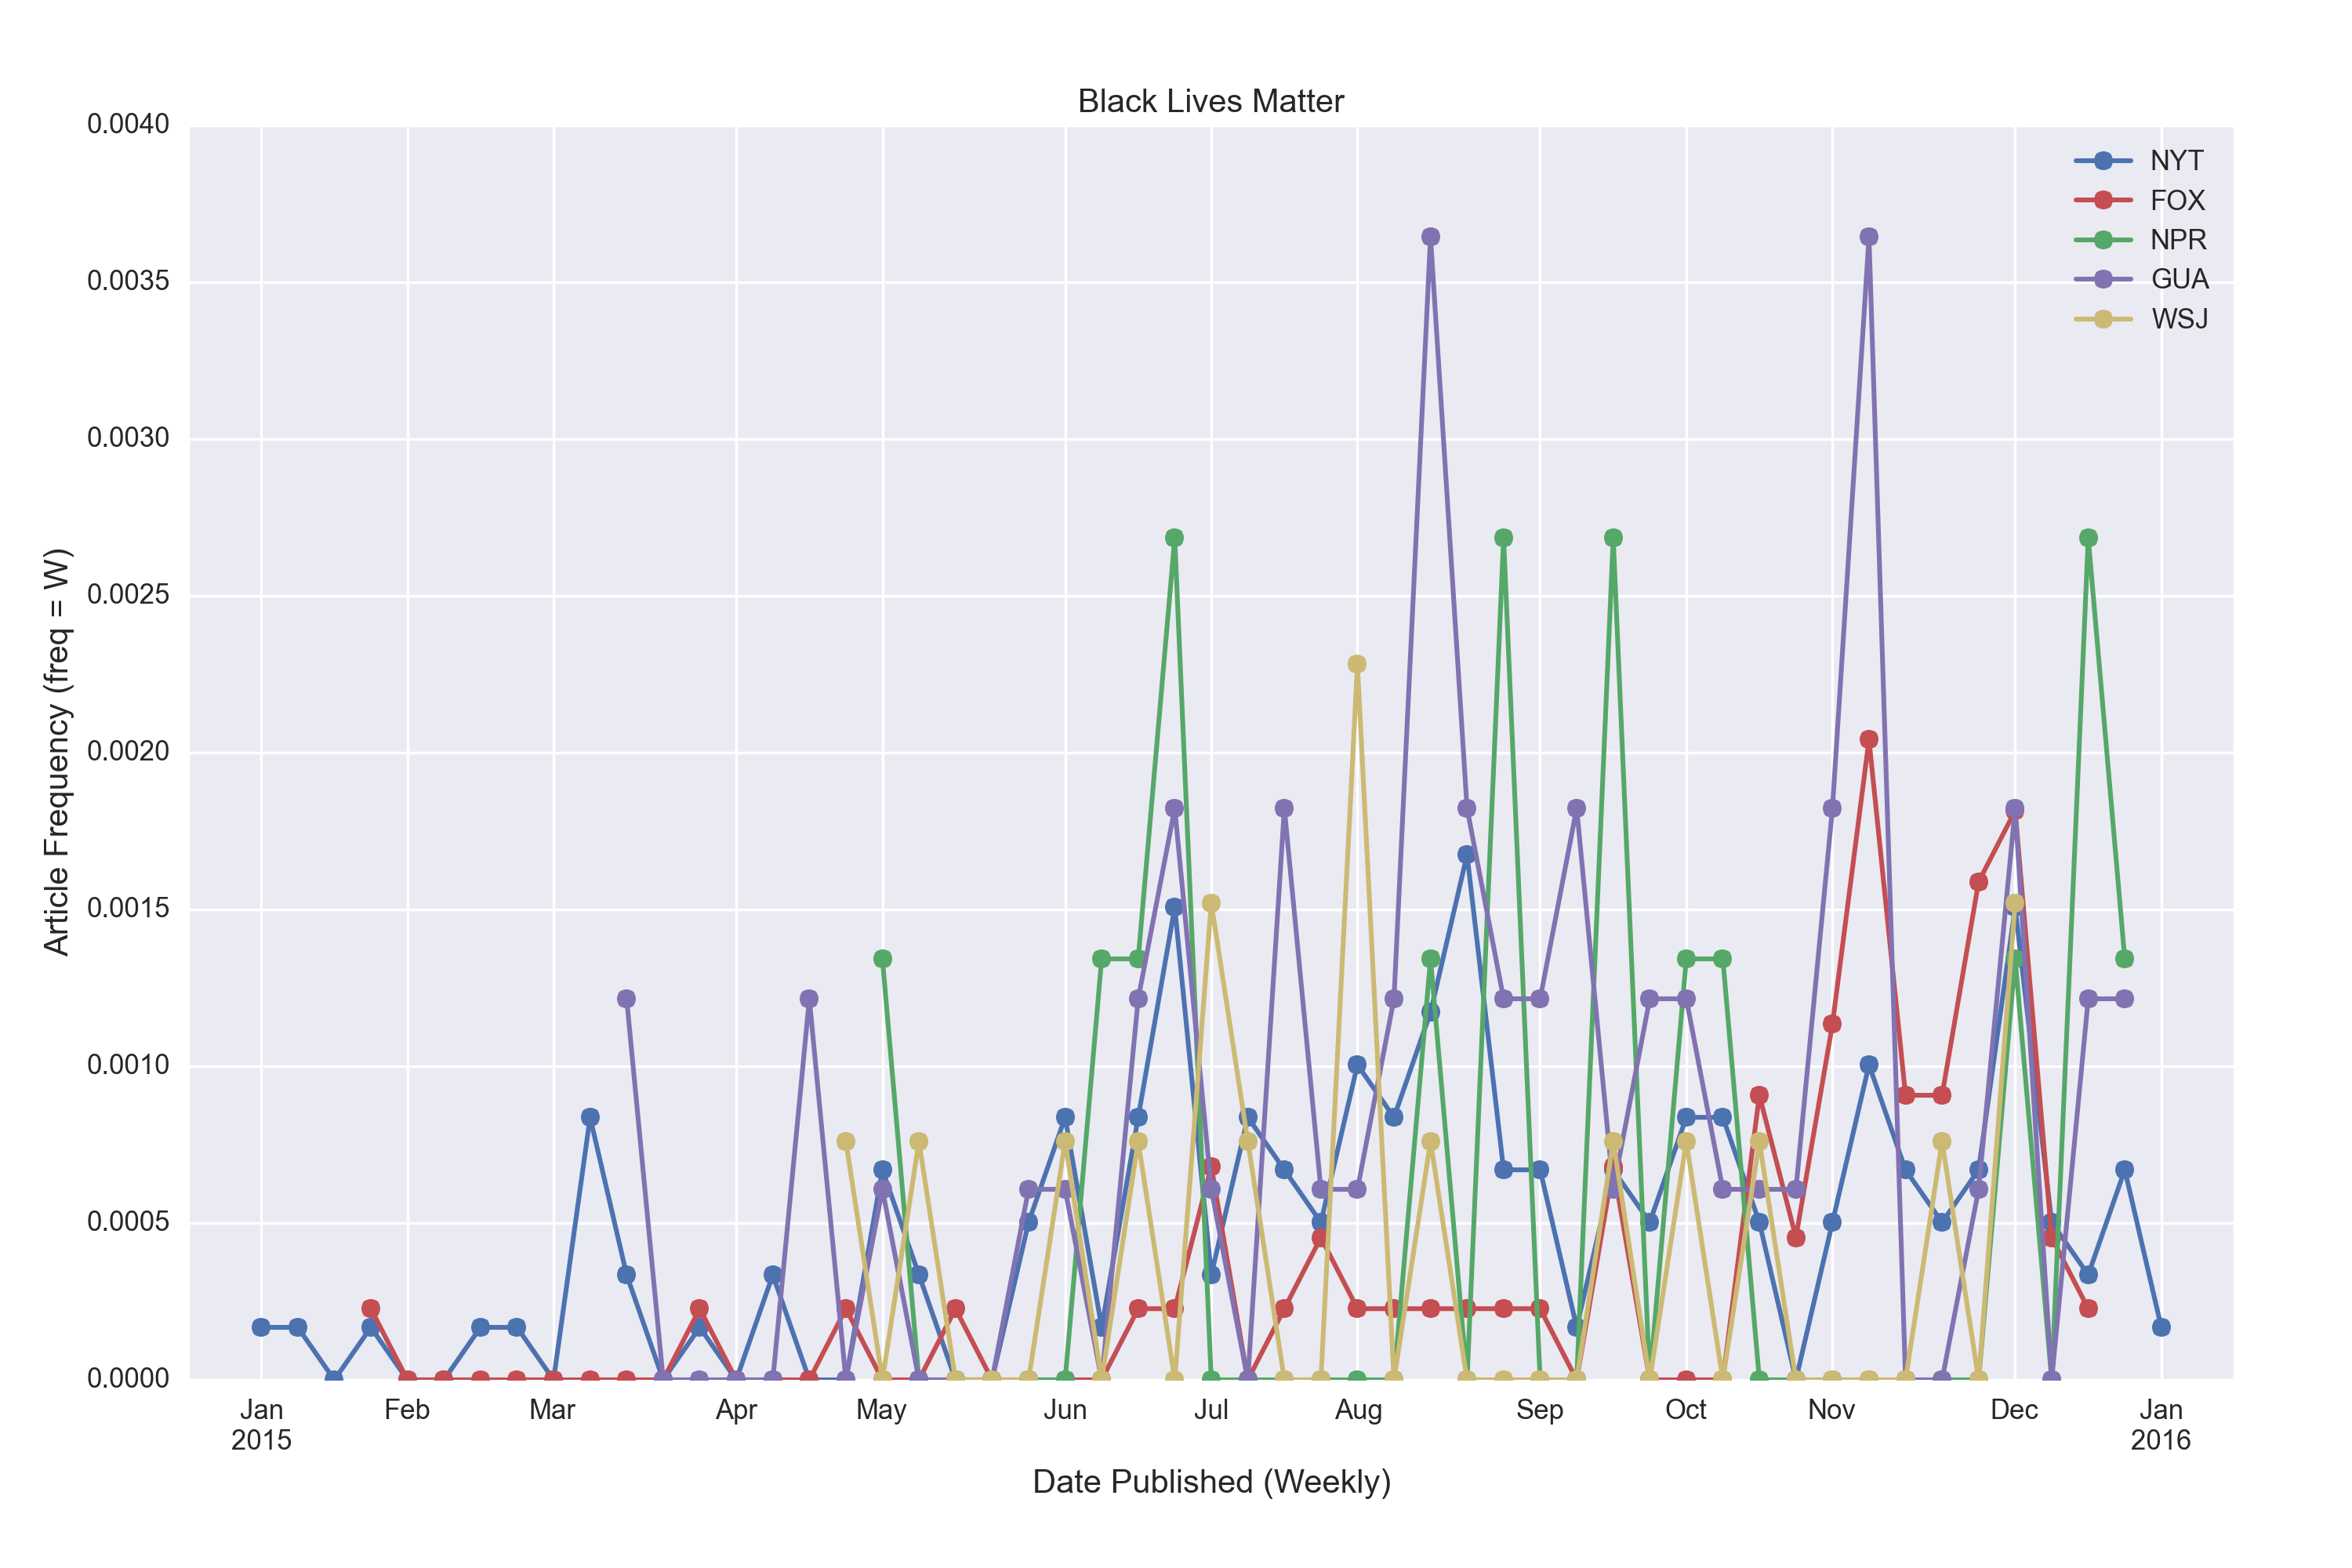 Black Lives Matter
0.0040
0.0035
0.0030
0.0025
0.0020
0.0015
0.0010
0.0005
0.0000
Article Frequency (freq = W)
NYT
FOX
NPR
GUA
WSJ
Jan Feb Mar Apr May Jun Jul Aug Sep Oct Nov Dec Jan
2015 2016
Date Published (Weekly)